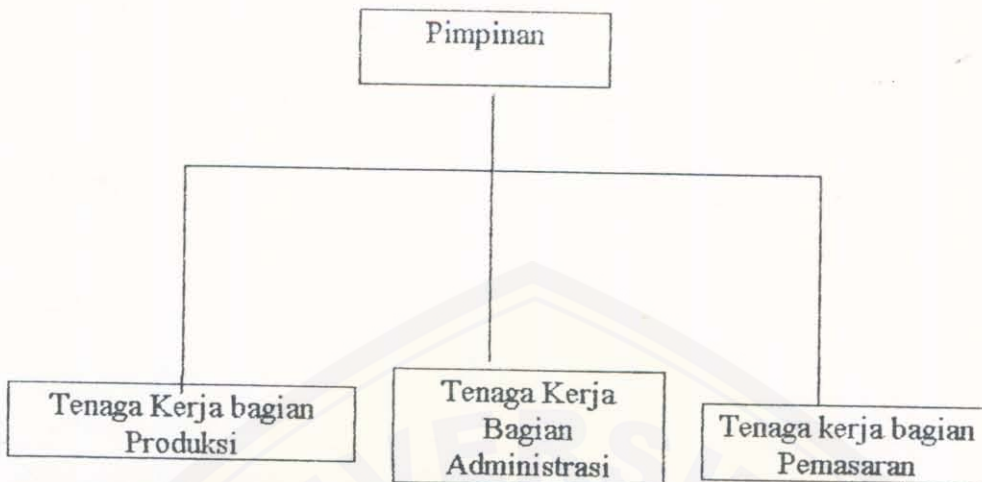 Pimpinan
Tenaga Kerja bagian
Produksi
Tenaga Kerja
Bagian
Administrasi
Tenaga kerja bagian
Pemasaran